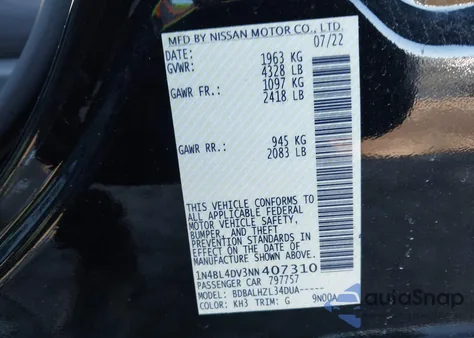 MFD BY NISSAN MOTOR CO., LTD.
DATE: 07/22
GVWR: 1963 KG
4328 LB
GAWR FR.: 1097 KG
2418 LB
GAWR RR.: 945 KG
2083 LB
THIS VEHICLE CONFORMS TO
ALL APPLICABLE FEDERAL
MOTOR VEHICLE SAFETY,
BUMPER, AND THEFT
PREVENTION STANDARDS IN
EFFECT ON THE DATE OF
MANUFACTURE SHOWN ABOVE.
1N4BL4DV3NN407310
PASSENGER CAR 797757
MODEL: BDBALHZL34DUA-----
COLOR: KH3 TRIM: G 9N00A
autoSnap